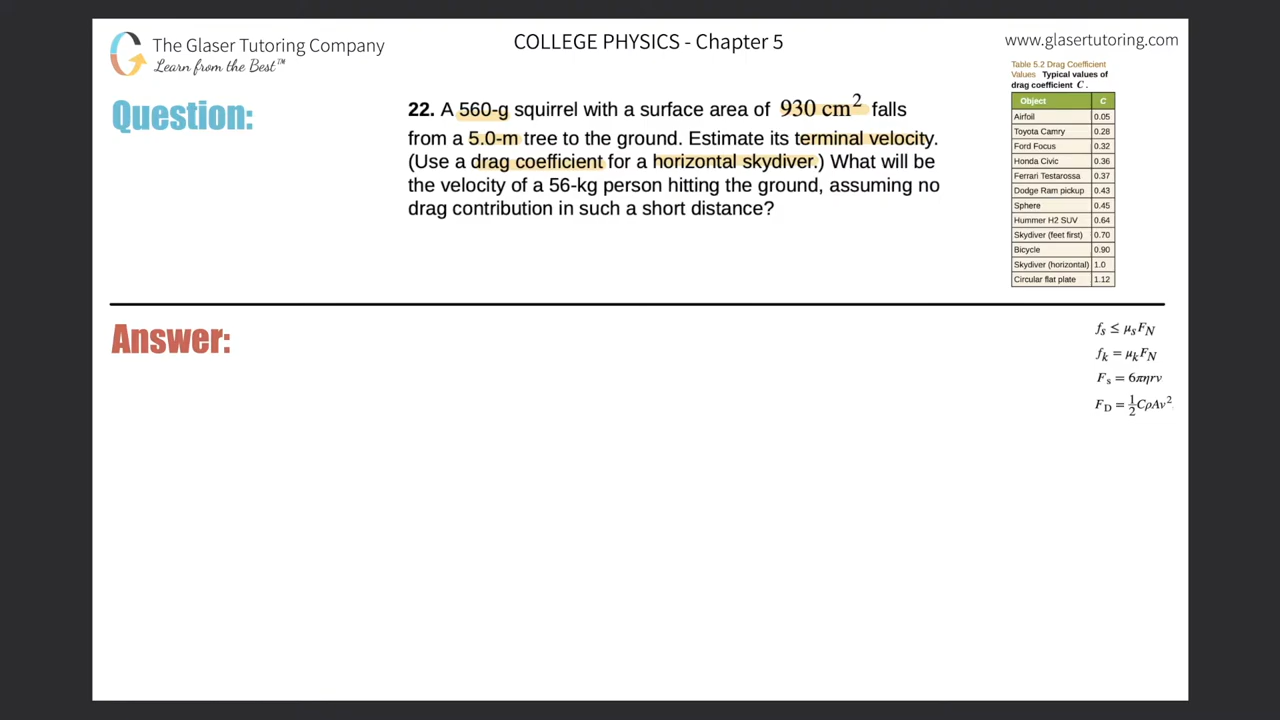 The Glaser Tutoring Company
Learn from the Best™
COLLEGE PHYSICS - Chapter 5
www.glasertutoring.com
Question:
22. A 560-g squirrel with a surface area of 930 cm² falls
from a 5.0-m tree to the ground. Estimate its terminal velocity.
(Use a drag coefficient for a horizontal skydiver.) What will be
the velocity of a 56-kg person hitting the ground, assuming no
drag contribution in such a short distance?
Table 5.2 Drag Coefficient
Values Typical values of
drag coefficient C .
Object C
Airfoil 0.05
Toyota Camry 0.28
Ford Focus 0.32
Honda Civic 0.36
Ferrari Testarossa 0.37
Dodge Ram pickup 0.43
Sphere 0.45
Hummer H2 SUV 0.64
Skydiver (feet first) 0.70
Bicycle 0.90
Skydiver (horizontal) 1.0
Circular flat plate 1.12
Answer:
fs ≤ μsFN
fk = μkFN
Fs = 6πηrv
FD = ½CρAv²